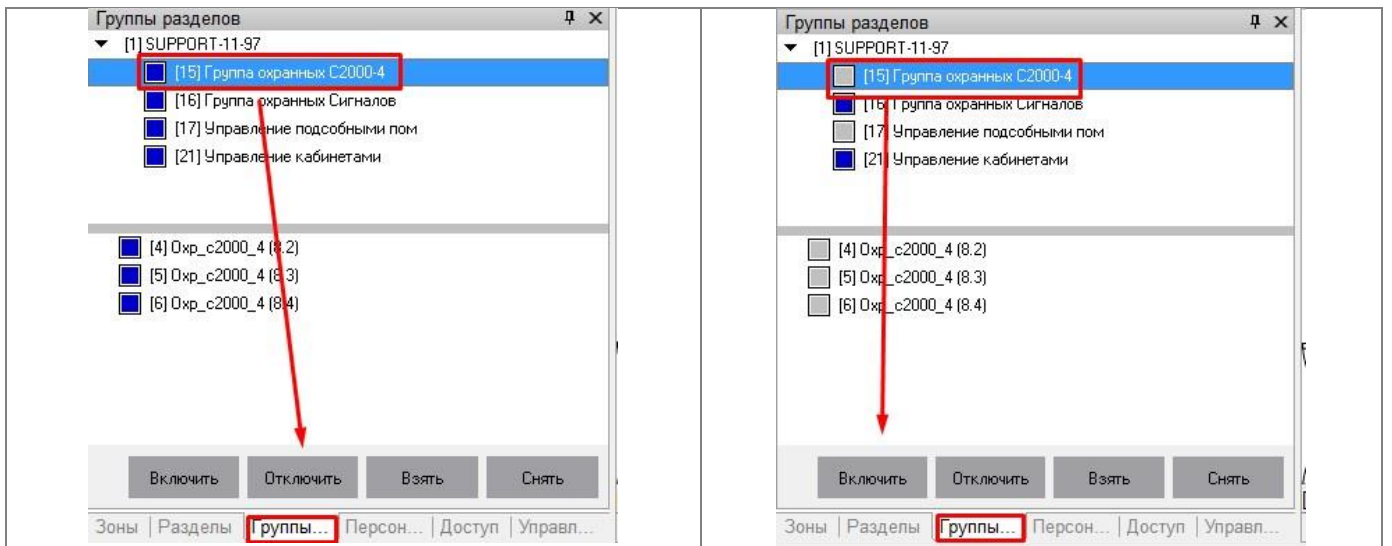 Группы разделов
[1] SUPPORT-11-97
[15] Группа охранных С2000-4
[16] Группа охранных Сигналов
[17] Управление подсобными пом
[21] Управление кабинетами
[4] Охр_с2000_4 (8.2)
[5] Охр_с2000_4 (8.3)
[6] Охр_с2000_4 (8.4)
Включить Отключить Взять Снять
Зоны | Разделы Группы... Персон... | Доступ | Управл...
Группы разделов
[1] SUPPORT-11-97
[15] Группа охранных С2000-4
[16] Группа охранных Сигналов
[17] Управление подсобными пом
[21] Управление кабинетами
[4] Охр_с2000_4 (8.2)
[5] Охр_с2000_4 (8.3)
[6] Охр_с2000_4 (8.4)
Включить Отключить Взять Снять
Зоны | Разделы Группы... Персон... | Доступ | Управл...